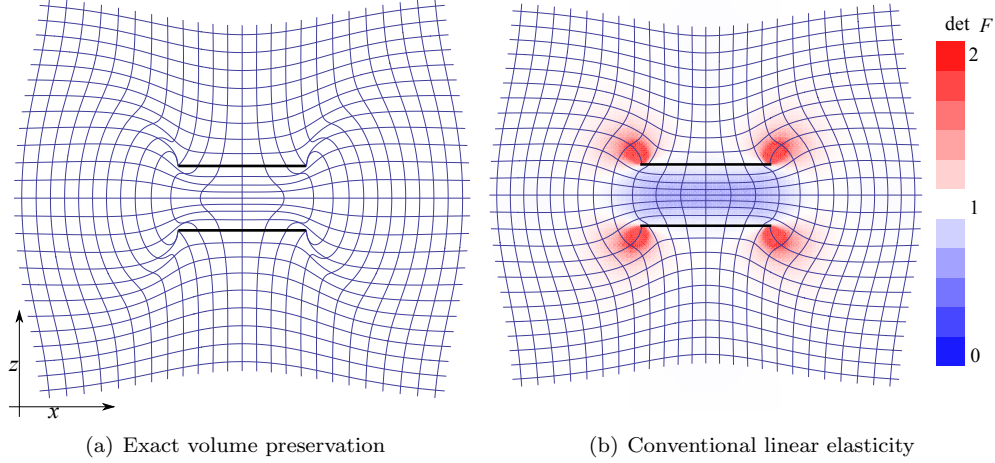 det F
2
1
0
z
x
(a) Exact volume preservation
(b) Conventional linear elasticity